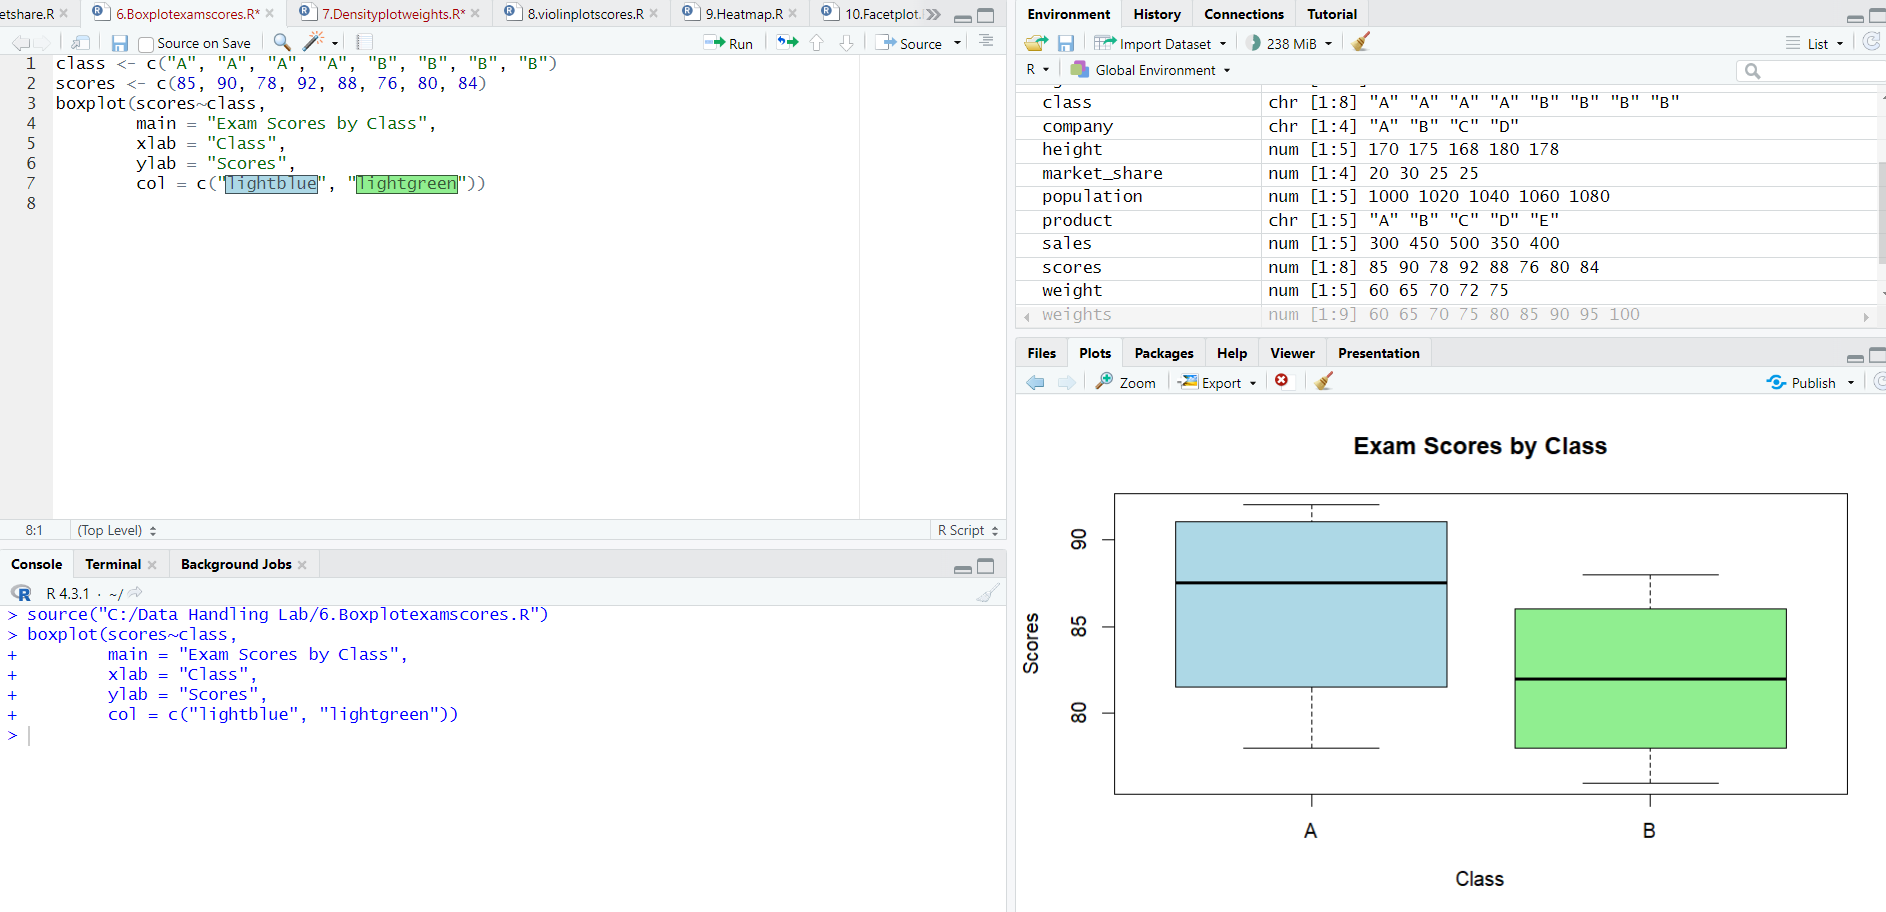 etshare.R
6.Boxplotexamscores.R*
7.Densityplotweights.R*
8.violinplotscores.R
9.Heatmap.R
10.Facetplot.
Source on Save
Run
Source
1 class <- c("A", "A", "A", "A", "B", "B", "B", "B")
2 scores <- c(85, 90, 78, 92, 88, 76, 80, 84)
3 boxplot(scores~class,
4 main = "Exam Scores by Class",
5 xlab = "Class",
6 ylab = "Scores",
7 col = c("lightblue", "lightgreen"))
8
8:1
(Top Level)
R Script
Console
Terminal
Background Jobs
R 4.3.1 · ~/
> source("C:/Data Handling Lab/6.Boxplotexamscores.R")
> boxplot(scores~class,
+ main = "Exam Scores by Class",
+ xlab = "Class",
+ ylab = "Scores",
+ col = c("lightblue", "lightgreen"))
>
Environment
History
Connections
Tutorial
Import Dataset
238 MiB
List
R
Global Environment
class chr [1:8] "A" "A" "A" "A" "B" "B" "B" "B"
company chr [1:4] "A" "B" "C" "D"
height num [1:5] 170 175 168 180 178
market_share num [1:4] 20 30 25 25
population num [1:5] 1000 1020 1040 1060 1080
product chr [1:5] "A" "B" "C" "D" "E"
sales num [1:5] 300 450 500 350 400
scores num [1:8] 85 90 78 92 88 76 80 84
weight num [1:5] 60 65 70 72 75
weights num [1:9] 60 65 70 75 80 85 90 95 100
Files
Plots
Packages
Help
Viewer
Presentation
Zoom
Export
Publish
Exam Scores by Class
90
85
80
Scores
A
B
Class